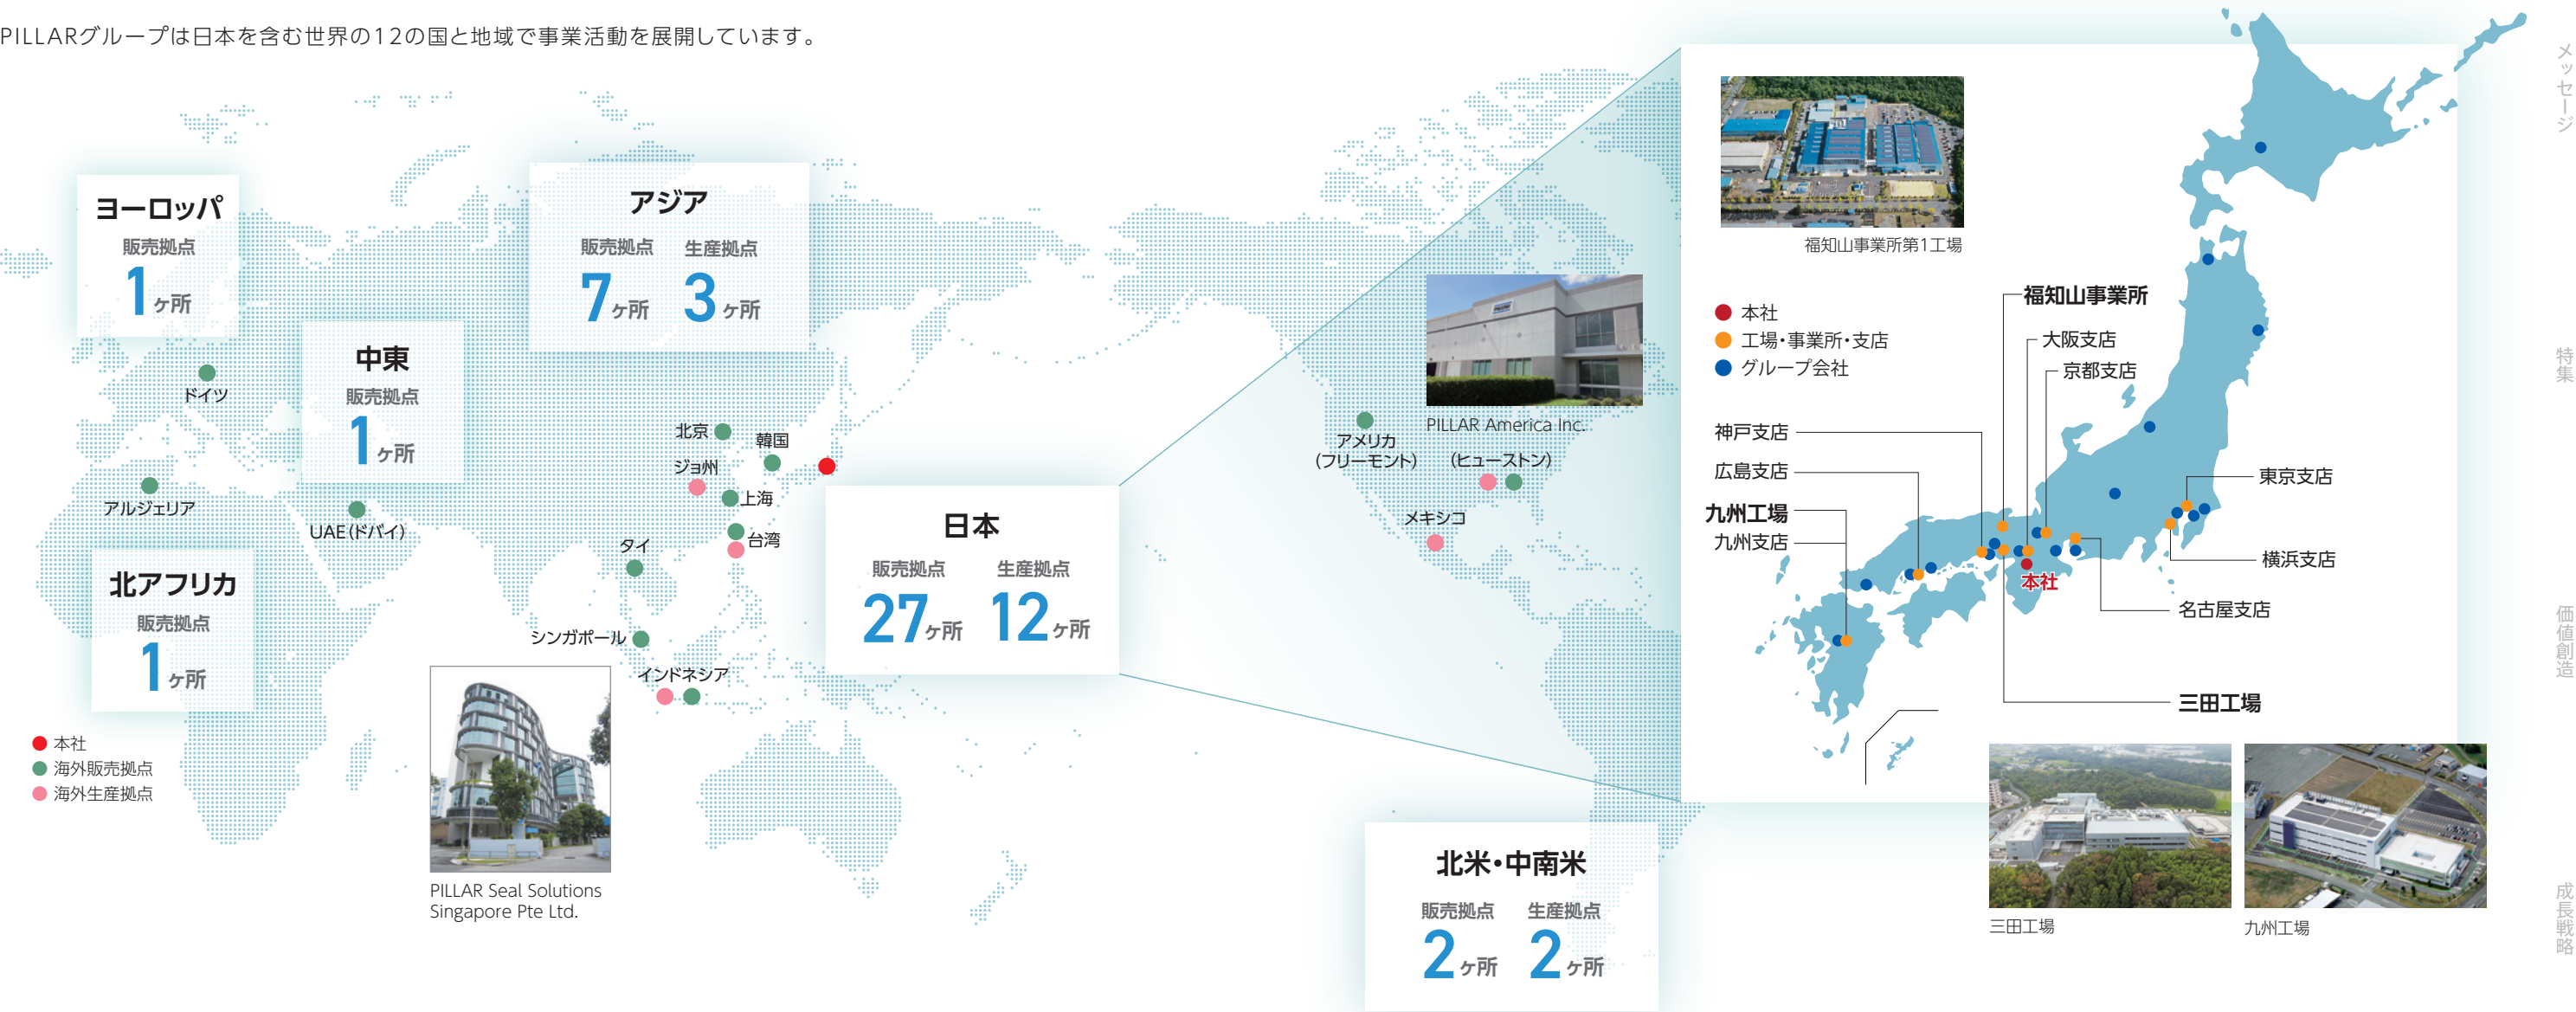 PILLARグループは日本を含む世界の12の国と地域で事業活動を展開しています。
ヨーロッパ
販売拠点
1ヶ所
中東
販売拠点
1ヶ所
北アフリカ
販売拠点
1ヶ所
アジア
販売拠点 生産拠点
7ヶ所 3ヶ所
ドイツ
アルジェリア
UAE(ドバイ)
北京
韓国
ジョ州
上海
台湾
タイ
シンガポール
インドネシア
本社
海外販売拠点
海外生産拠点
PILLAR Seal Solutions
Singapore Pte Ltd.
日本
販売拠点 生産拠点
27ヶ所 12ヶ所
PILLAR America Inc.
アメリカ
(フリーモント)
(ヒューストン)
メキシコ
北米・中南米
販売拠点 生産拠点
2ヶ所 2ヶ所
福知山事業所第1工場
本社
工場・事業所・支店
グループ会社
福知山事業所
大阪支店
京都支店
神戸支店
広島支店
九州工場
九州支店
東京支店
横浜支店
名古屋支店
本社
三田工場
三田工場
九州工場
メッセージ
特集
価値創造
成長戦略